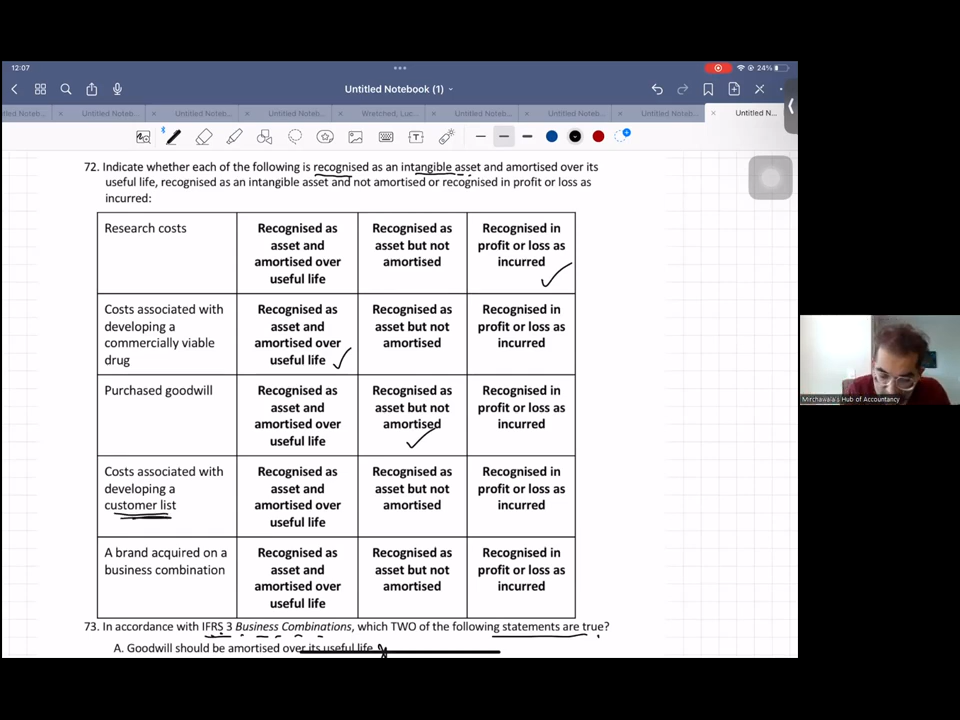 12:07
24%
Untitled Notebook (1)
Untitled Noteb...
Untitled Noteb...
Untitled Noteb...
Wretched, Luc...
Untitled Noteb...
Untitled Noteb...
Untitled N...
72. Indicate whether each of the following is recognised as an intangible asset and amortised over its
useful life, recognised as an intangible asset and not amortised or recognised in profit or loss as
incurred:
Research costs
Recognised as
asset and
amortised over
useful life
Recognised as
asset but not
amortised
Recognised in
profit or loss as
incurred
Costs associated with
developing a
commercially viable
drug
Recognised as
asset and
amortised over
useful life
Recognised as
asset but not
amortised
Recognised in
profit or loss as
incurred
Purchased goodwill
Recognised as
asset and
amortised over
useful life
Recognised as
asset but not
amortised
Recognised in
profit or loss as
incurred
Costs associated with
developing a
customer list
Recognised as
asset and
amortised over
useful life
Recognised as
asset but not
amortised
Recognised in
profit or loss as
incurred
A brand acquired on a
business combination
Recognised as
asset and
amortised over
useful life
Recognised as
asset but not
amortised
Recognised in
profit or loss as
incurred
73. In accordance with IFRS 3 Business Combinations, which TWO of the following statements are true?
A. Goodwill should be amortised over its useful life
Mirchawala's Hub of Accountancy